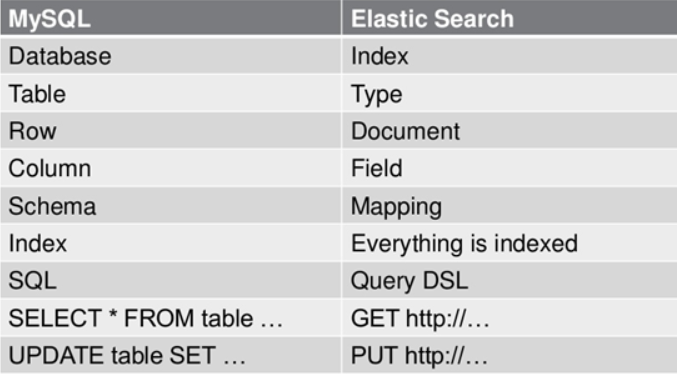 MySQL Elastic Search
Database Index
Table Type
Row Document
Column Field
Schema Mapping
Index Everything is indexed
SQL Query DSL
SELECT * FROM table … GET http://…
UPDATE table SET … PUT http://…